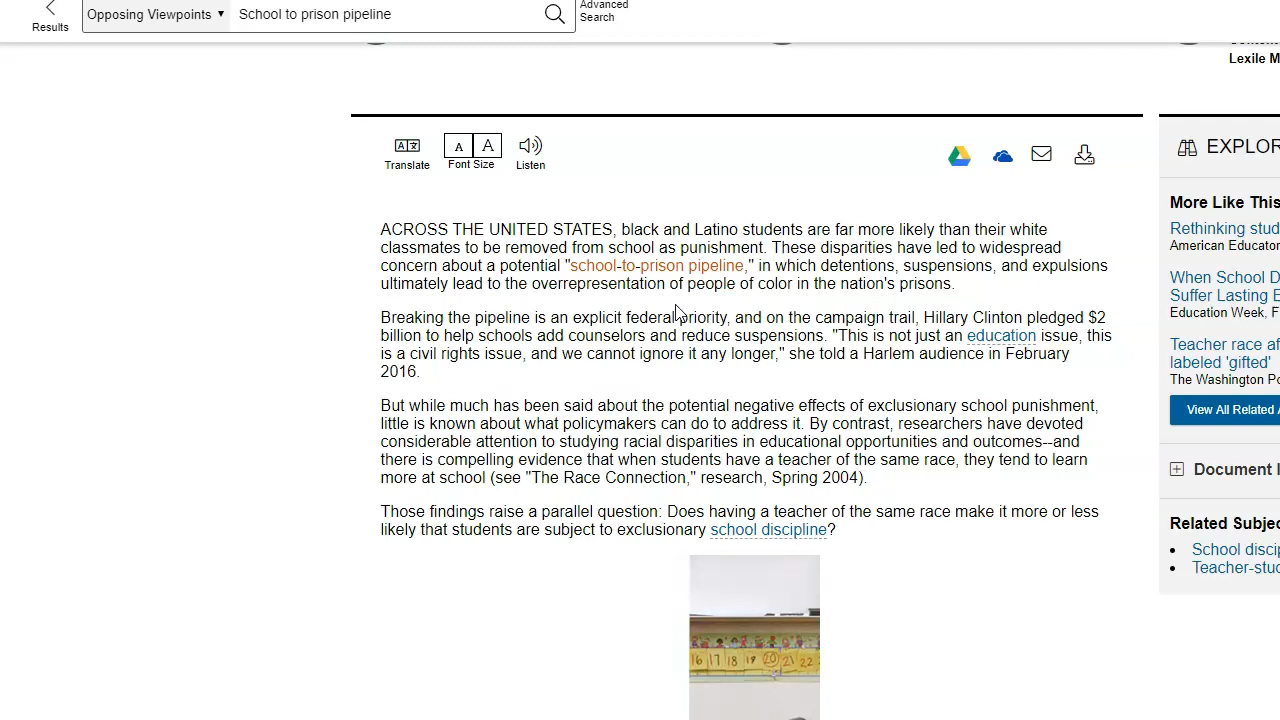 Results
Opposing Viewpoints
School to prison pipeline
Advanced
Search
Lexile M
Translate
A A
Font Size
Listen
ACROSS THE UNITED STATES, black and Latino students are far more likely than their white
classmates to be removed from school as punishment. These disparities have led to widespread
concern about a potential "school-to-prison pipeline," in which detentions, suspensions, and expulsions
ultimately lead to the overrepresentation of people of color in the nation's prisons.
Breaking the pipeline is an explicit federal priority, and on the campaign trail, Hillary Clinton pledged $2
billion to help schools add counselors and reduce suspensions. "This is not just an education issue, this
is a civil rights issue, and we cannot ignore it any longer," she told a Harlem audience in February
2016.
But while much has been said about the potential negative effects of exclusionary school punishment,
little is known about what policymakers can do to address it. By contrast, researchers have devoted
considerable attention to studying racial disparities in educational opportunities and outcomes--and
there is compelling evidence that when students have a teacher of the same race, they tend to learn
more at school (see "The Race Connection," research, Spring 2004).
Those findings raise a parallel question: Does having a teacher of the same race make it more or less
likely that students are subject to exclusionary school discipline?
16 17 18 19 20 21 22
EXPLOR
More Like This
Rethinking stud
American Educator
When School D
Suffer Lasting E
Education Week, F
Teacher race af
labeled 'gifted'
The Washington Po
View All Related A
Document I
Related Subjec
School discip
Teacher-stud